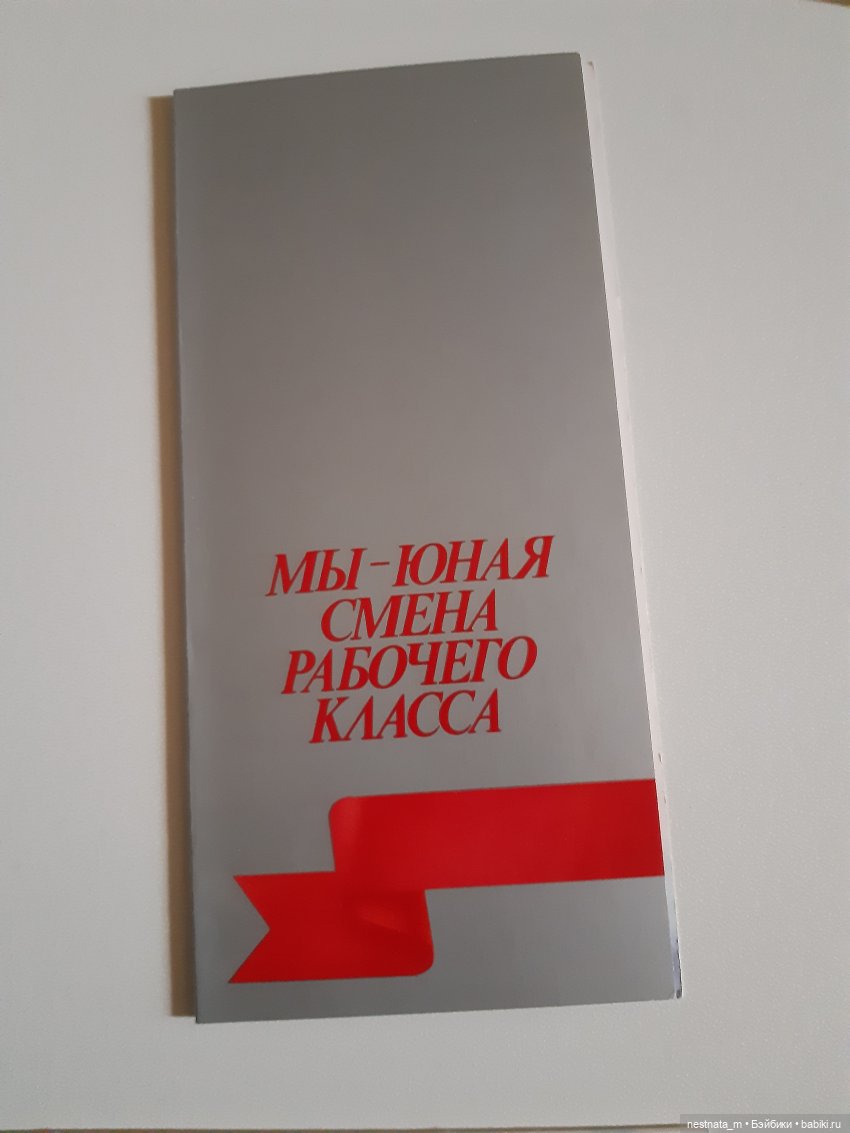 МЫ – ЮНАЯ
СМЕНА
РАБОЧЕГО
КЛАССА
nestnata_m • Бэйбики • babiki.ru